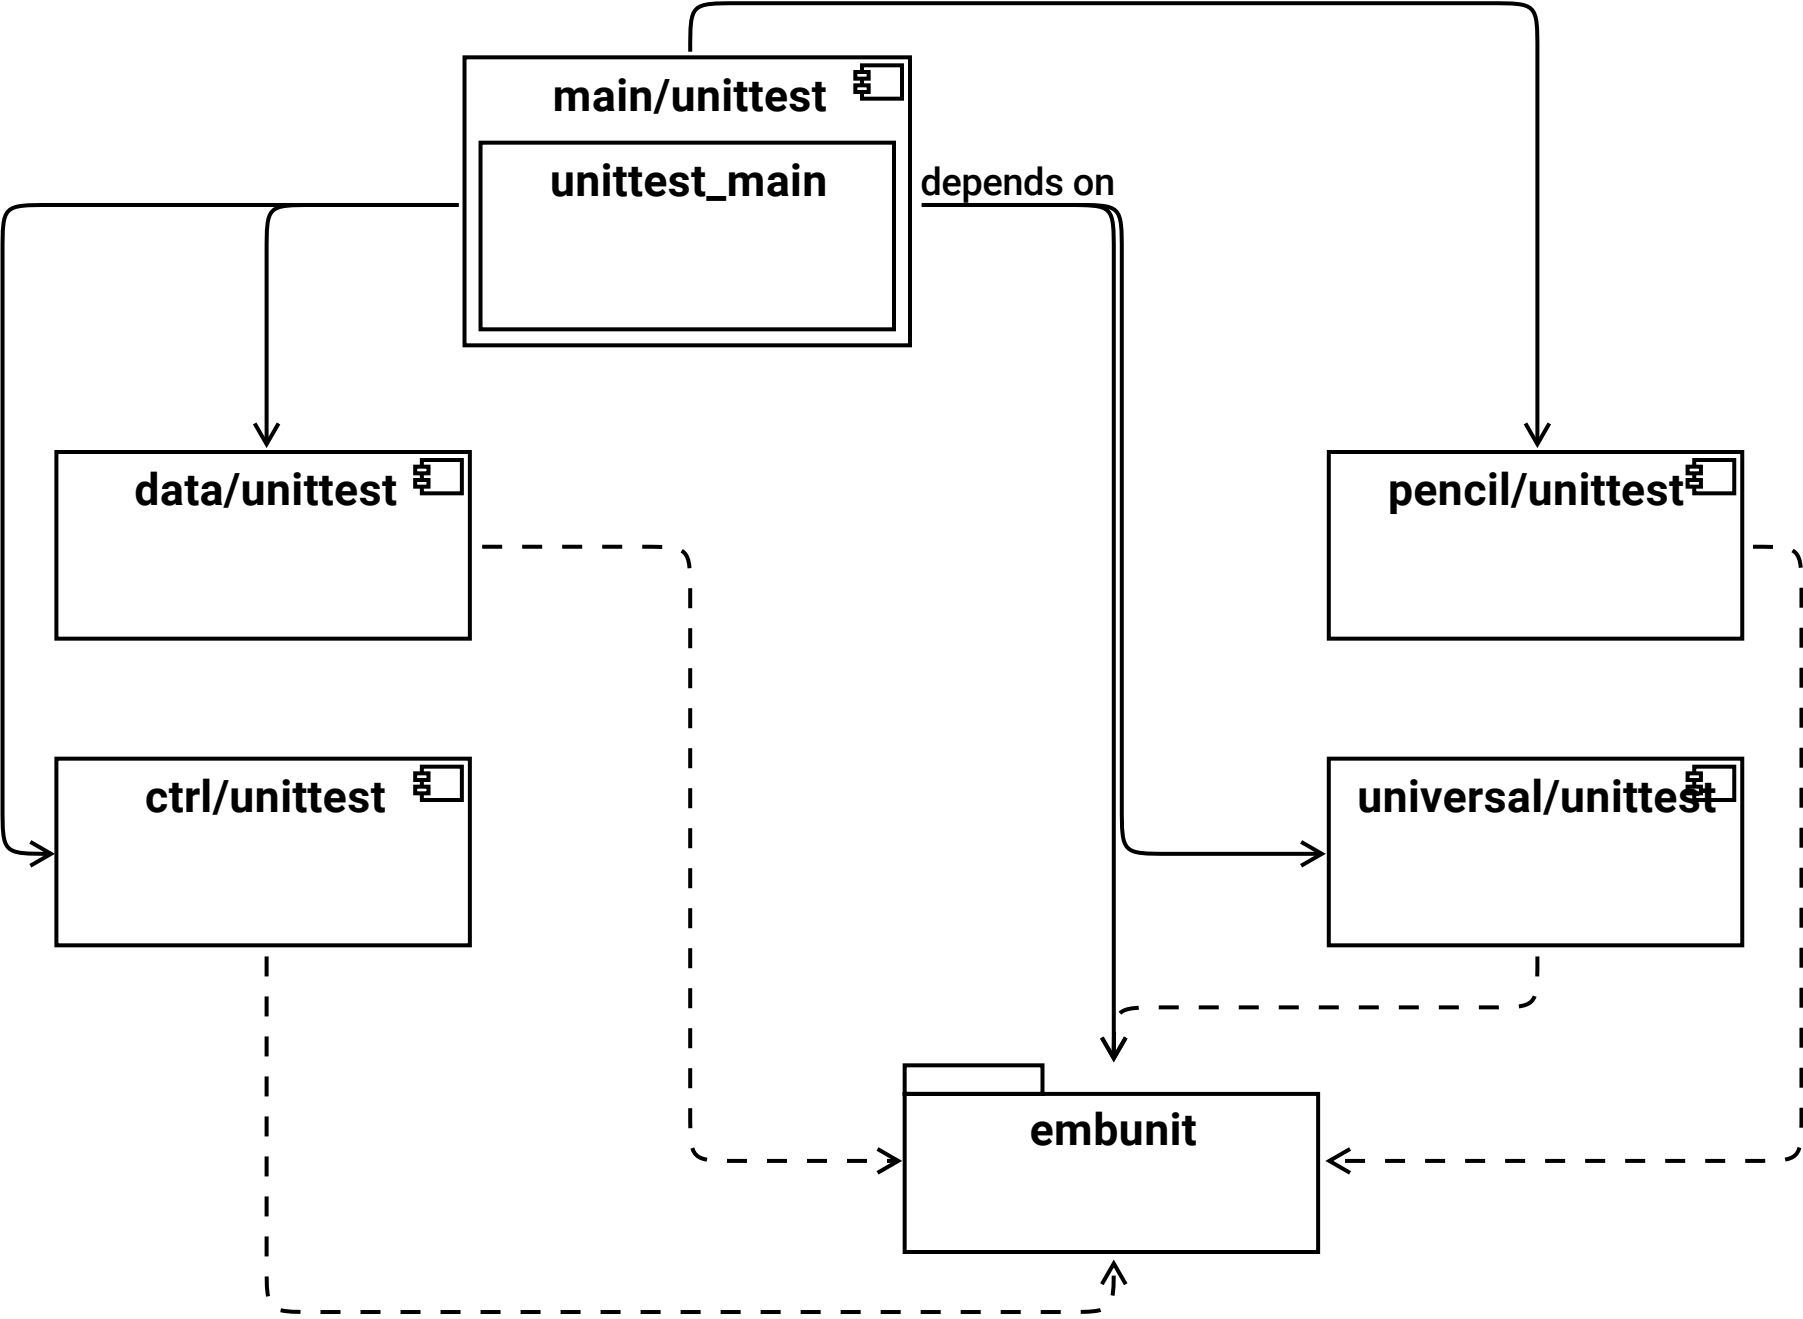 main/unittest
unittest_main
depends on
data/unittest
pencil/unittest
ctrl/unittest
universal/unittest
embunit